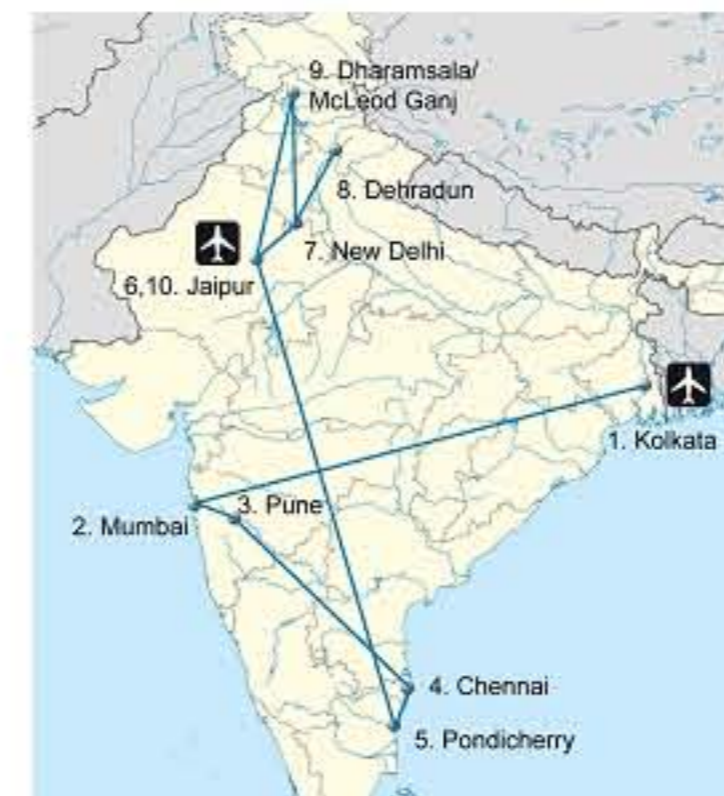 9. Dharamsala/
McLeod Ganj
8. Dehradun
7. New Delhi
6,10. Jaipur
1. Kolkata
3. Pune
2. Mumbai
4. Chennai
5. Pondicherry